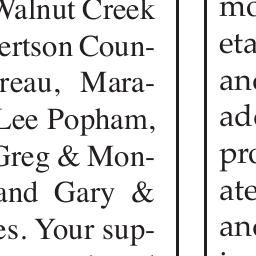 Walnut Creek
ertson Coun-
reau, Mara-
Lee Popham,
Greg & Mon-
and Gary &
es. Your sup-
mo
eta
and
add
pro
ate
and